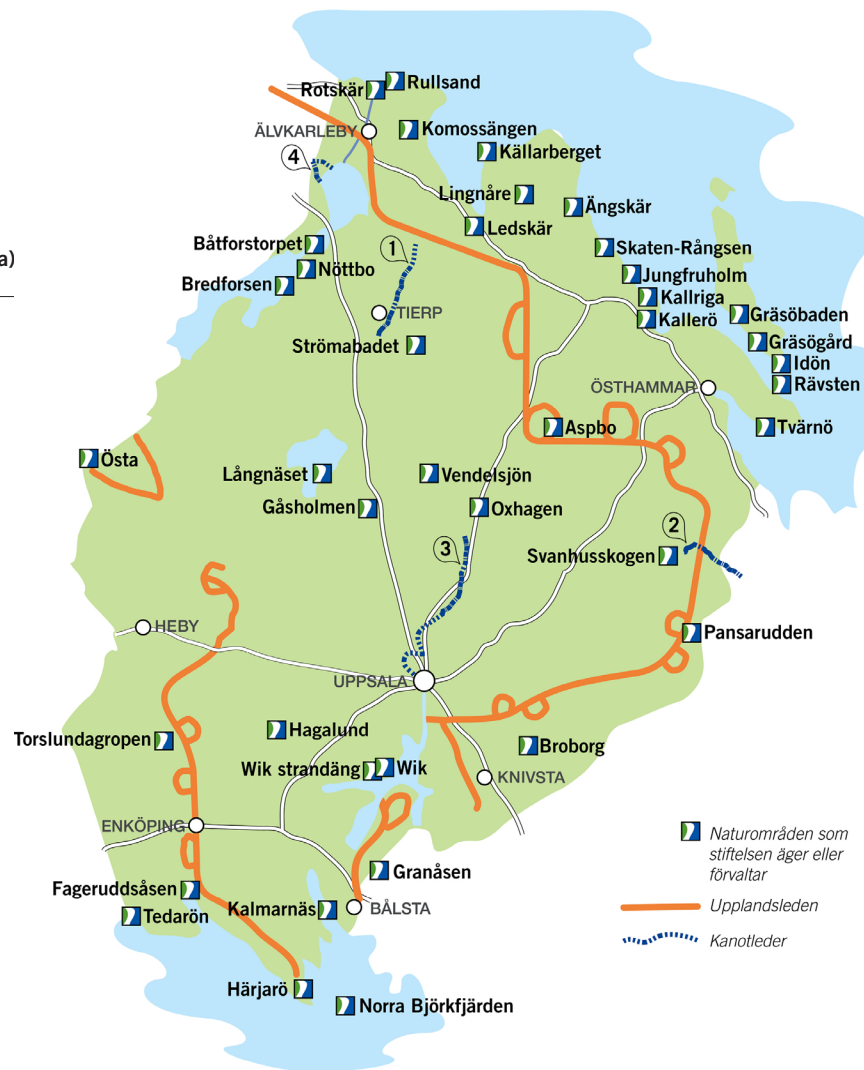 Rullsand
Rotskär
ÄLVKARLEBY
Komossängen
Källarberget
4
Lingnåre
Ängskär
Ledskär
Båtforstorpet
1
Skaten-Rångsen
a)
Nöttbo
Jungfruholm
Bredforsen
Kallriga
TIERP
Kallerö
Gräsöbaden
Strömabadet
Gräsögård
Idön
ÖSTHAMMAR
Rävsten
Aspbo
Tvärnö
Östa
Långnäset
Vendelsjön
Gåsholmen
Oxhagen
2
3
Svanhusskogen
HEBY
Pansarudden
UPPSALA
Hagalund
Torslundagropen
Broborg
Wik strandäng
Wik
KNIVSTA
ENKÖPING
Naturområden som
stiftelsen äger eller
förvaltar
Granåsen
Fageruddsåsen
Upplandsleden
Kalmarnäs
BÅLSTA
Tedarön
Kanotleder
Härjarö
Norra Björkfjärden